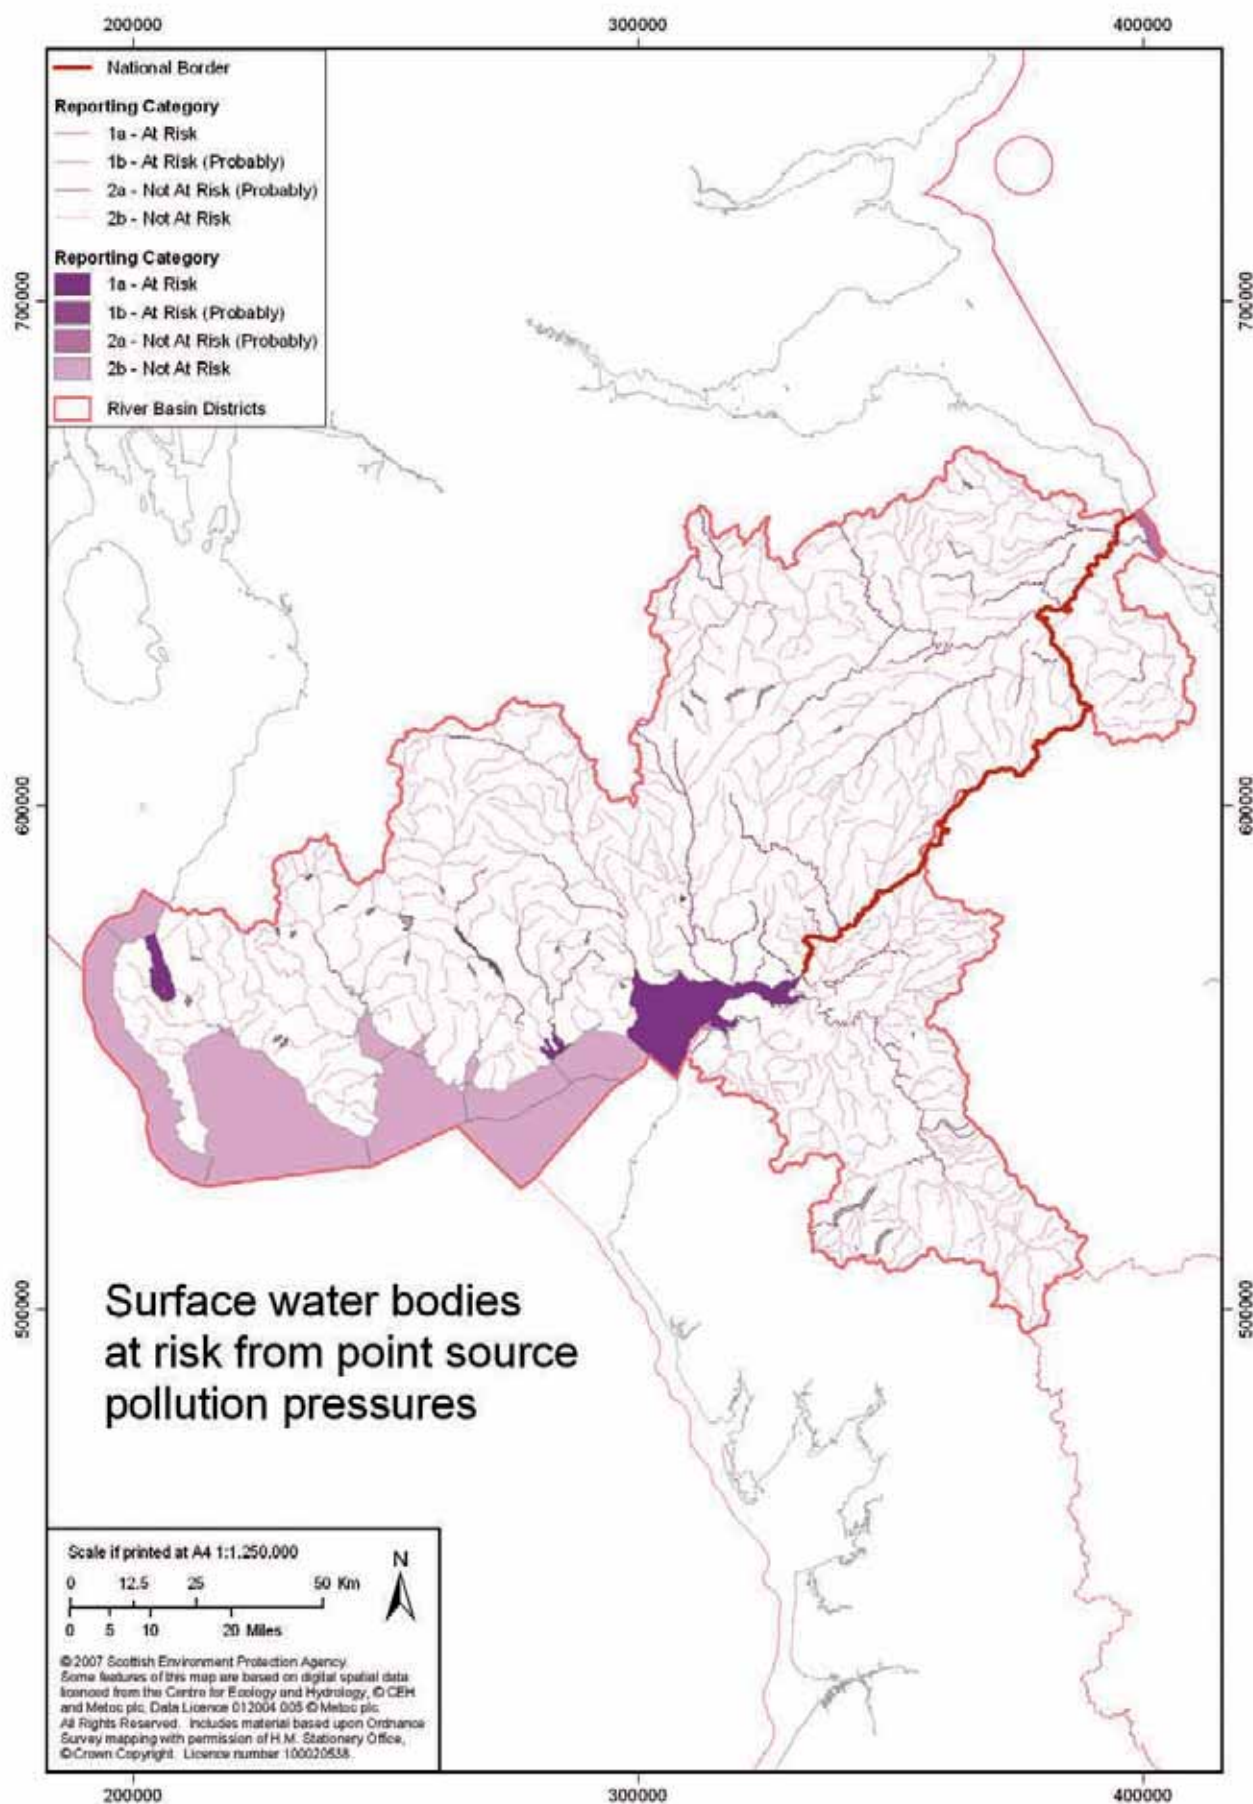 200000 300000 400000
National Border
Reporting Category
1a - At Risk
1b - At Risk (Probably)
2a - Not At Risk (Probably)
2b - Not At Risk
Reporting Category
1a - At Risk
1b - At Risk (Probably)
2a - Not At Risk (Probably)
2b - Not At Risk
River Basin Districts
700000 700000
600000 600000
500000 500000
Surface water bodies
at risk from point source
pollution pressures
Scale if printed at A4 1:1,250,000
N
0 12.5 25 50 Km
0 5 10 20 Miles
© 2007 Scottish Environment Protection Agency.
Some features of this map are based on digital spatial data
licenced from the Centre for Ecology and Hydrology, © CEH
and Metoc plc, Data Licence 012004.005 © Metoc plc.
All Rights Reserved. Includes material based upon Ordnance
Survey mapping with permission of H.M. Stationery Office,
© Crown Copyright. Licence number 100020538.
200000 300000 400000